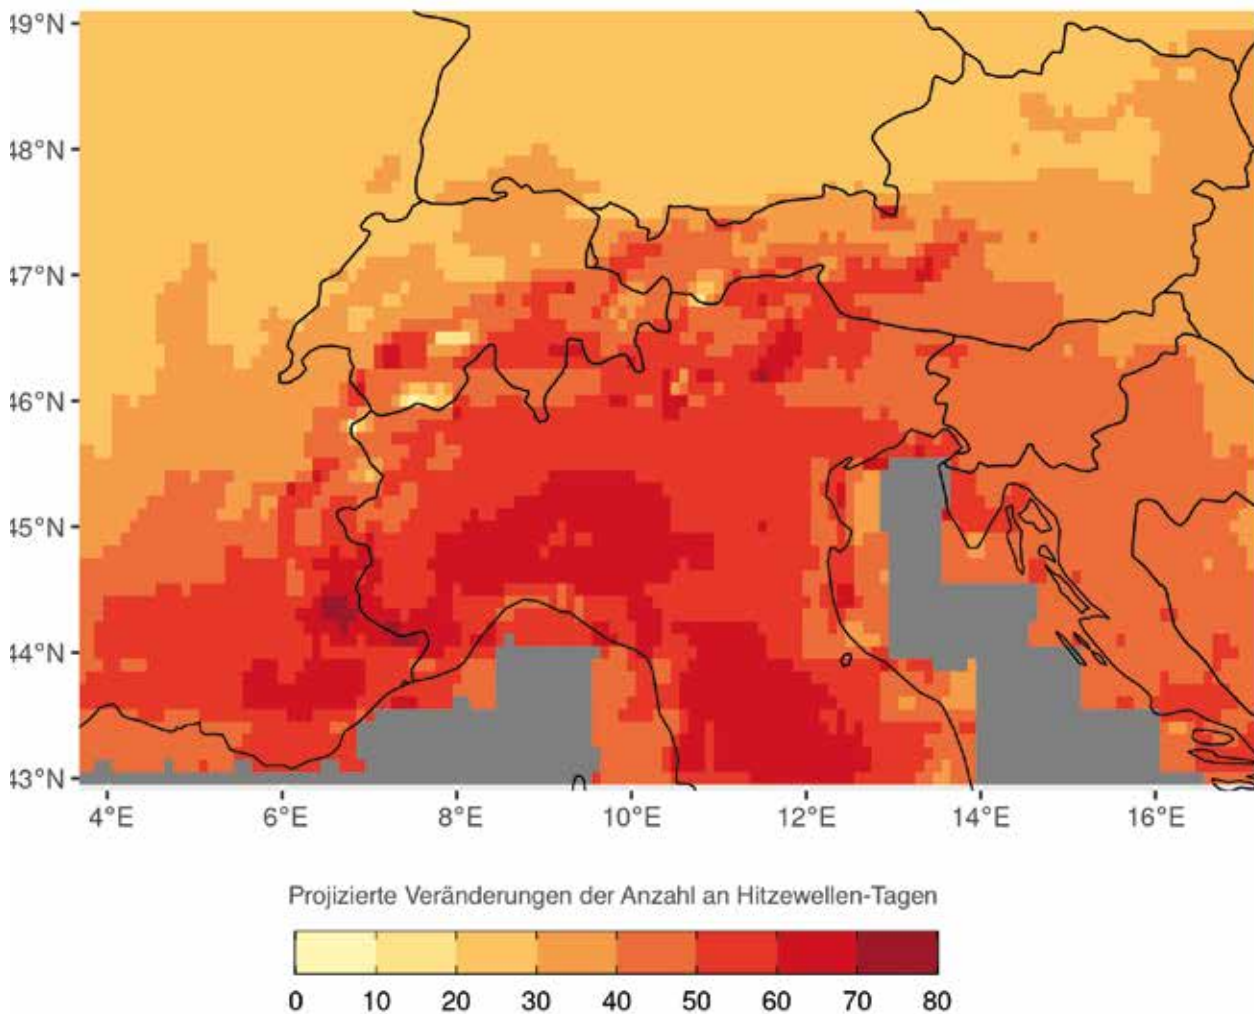 49°N
48°N
47°N
46°N
45°N
44°N
43°N
4°E 6°E 8°E 10°E 12°E 14°E 16°E
Projizierte Veränderungen der Anzahl an Hitzewellen-Tagen
0 10 20 30 40 50 60 70 80